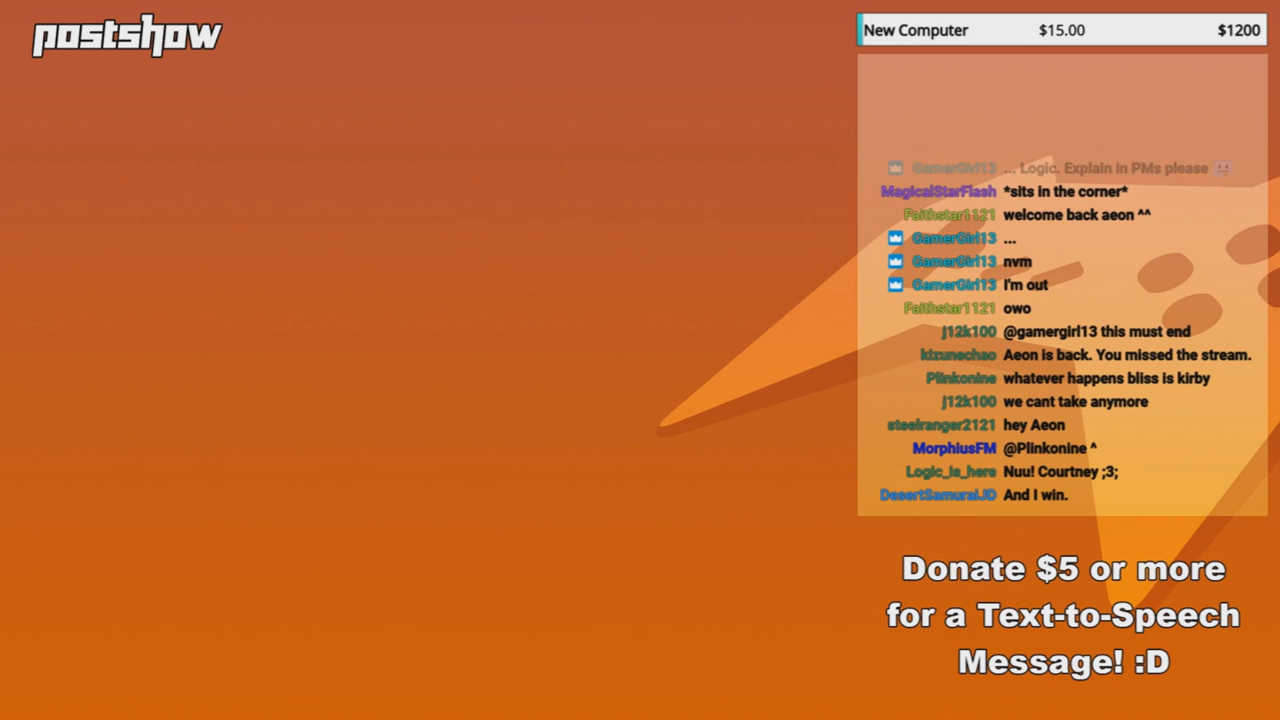 postshow
New Computer $15.00 $1200
GamerGirl13 ... Logic. Explain in PMs please
MagicalStarFlash *sits in the corner*
Faithstar1121 welcome back aeon ^^
GamerGirl13 ...
GamerGirl13 nvm
GamerGirl13 I'm out
Faithstar1121 owo
j12k100 @gamergirl13 this must end
kizunechao Aeon is back. You missed the stream.
Plinkonine whatever happens bliss is kirby
j12k100 we cant take anymore
steelranger2121 hey Aeon
MorphiusFM @Plinkonine ^
Logic_is_here Nuu! Courtney ;3;
DesertSamuraiJD And I win.
Donate $5 or more
for a Text-to-Speech
Message! :D